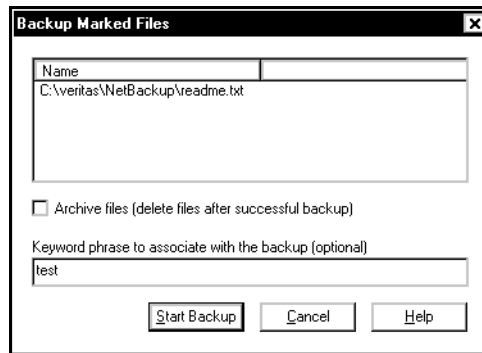 Backup Marked Files
Name
C:\veritas\NetBackup\readme.txt
Archive files (delete files after successful backup)
Keyword phrase to associate with the backup (optional)
test
Start Backup Cancel Help